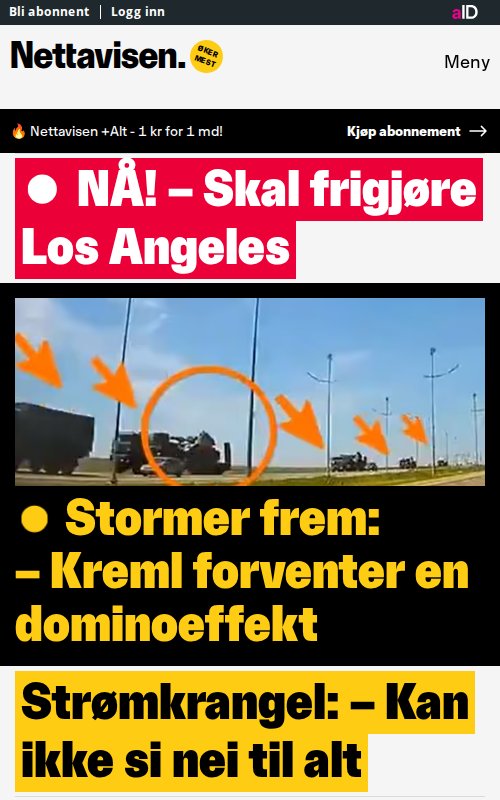 Bli abonnent | Logg inn
aID
Nettavisen.
ØKER
MEST
Meny
🔥 Nettavisen +Alt - 1 kr for 1 md!
Kjøp abonnement →
● NÅ! – Skal frigjøre
Los Angeles
● Stormer frem:
– Kreml forventer en
dominoeffekt
Strømkrangel: – Kan
ikke si nei til alt